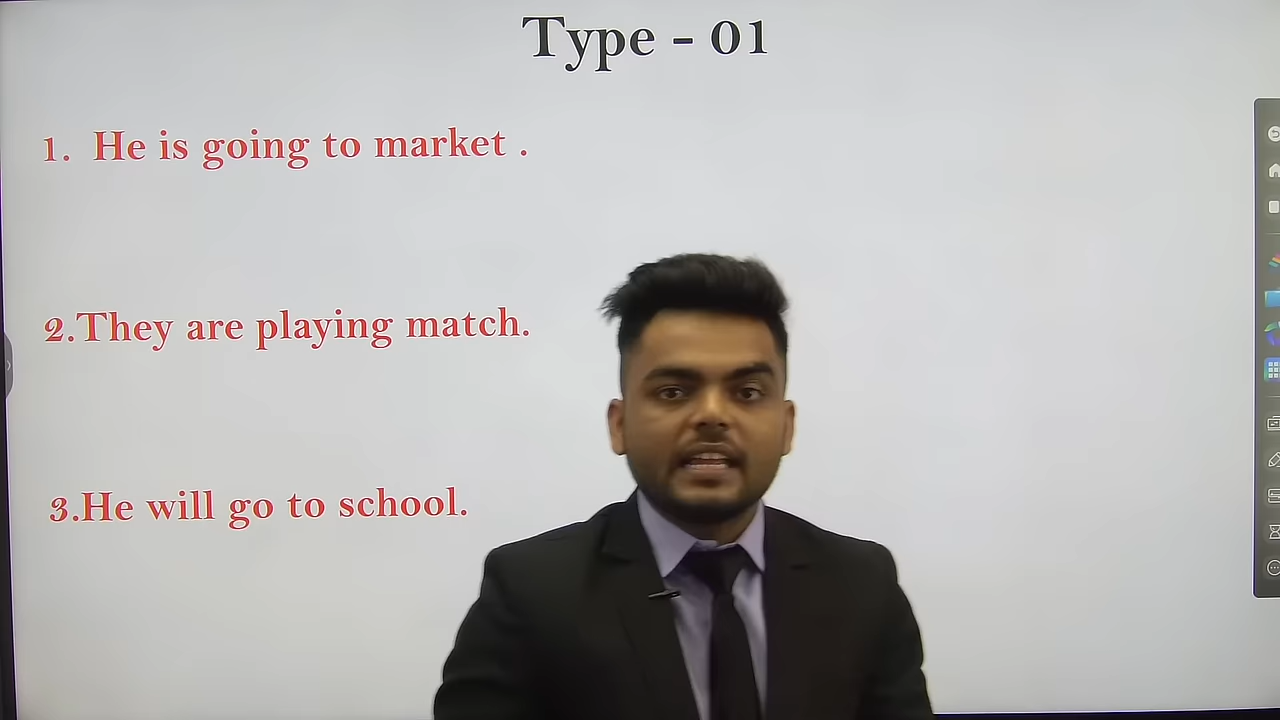 Type - 01
1. He is going to market .
2.They are playing match.
3.He will go to school.